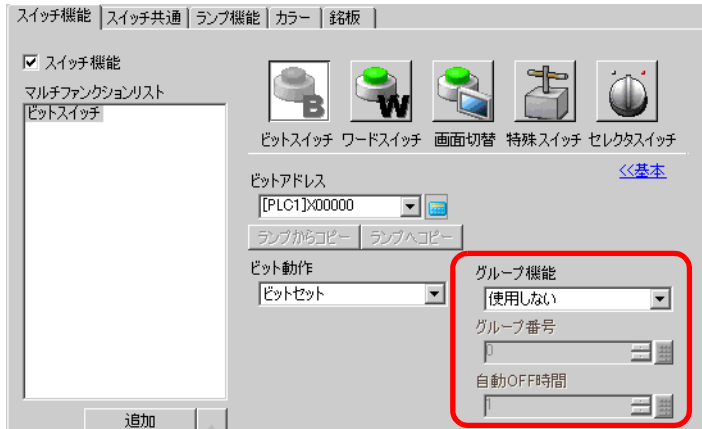 スイッチ機能 スイッチ共通 ランプ機能 カラー 銘板
スイッチ機能
マルチファンクションリスト
ビットスイッチ
B W
ビットスイッチ ワードスイッチ 画面切替 特殊スイッチ セレクタスイッチ
<<基本
ビットアドレス
[PLC1]X00000
ランプからコピー ランプへコピー
ビット動作
ビットセット
グループ機能
使用しない
グループ番号
0
自動OFF時間
1
追加